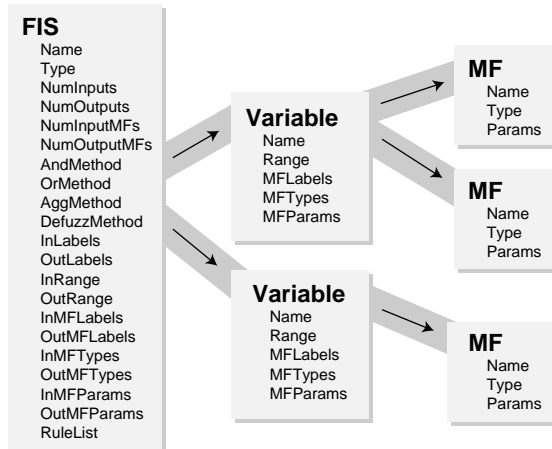 FIS
Name
Type
NumInputs
NumOutputs
NumInputMFs
NumOutputMFs
AndMethod
OrMethod
AggMethod
DefuzzMethod
InLabels
OutLabels
InRange
OutRange
InMFLabels
OutMFLabels
InMFTypes
OutMFTypes
InMFParams
OutMFParams
RuleList
Variable
Name
Range
MFLabels
MFTypes
MFParams
Variable
Name
Range
MFLabels
MFTypes
MFParams
MF
Name
Type
Params
MF
Name
Type
Params
MF
Name
Type
Params